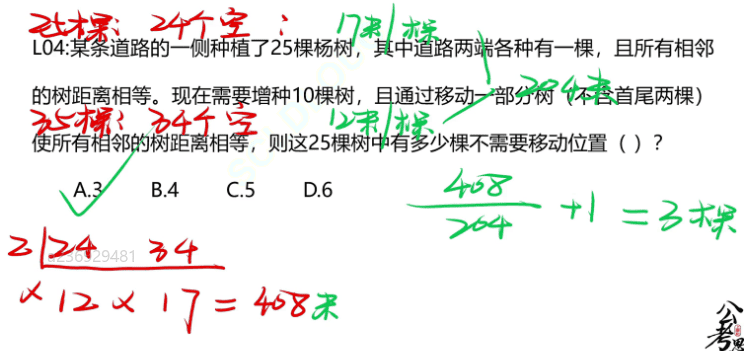 25棵：24个空： 17米/棵
L04:某条道路的一侧种植了25棵杨树，其中道路两端各种有一棵，且所有相邻
的树距离相等。现在需要增种10棵树，且通过移动一部分树（不含首尾两棵）
204米
35棵：34个空 12米/棵
使所有相邻的树距离相等，则这25棵树中有多少棵不需要移动位置（ ）？
A.3 B.4 C.5 D.6
408
204
+1 = 3棵
2 24 34
a236929481
× 12 × 17 = 408米
公考